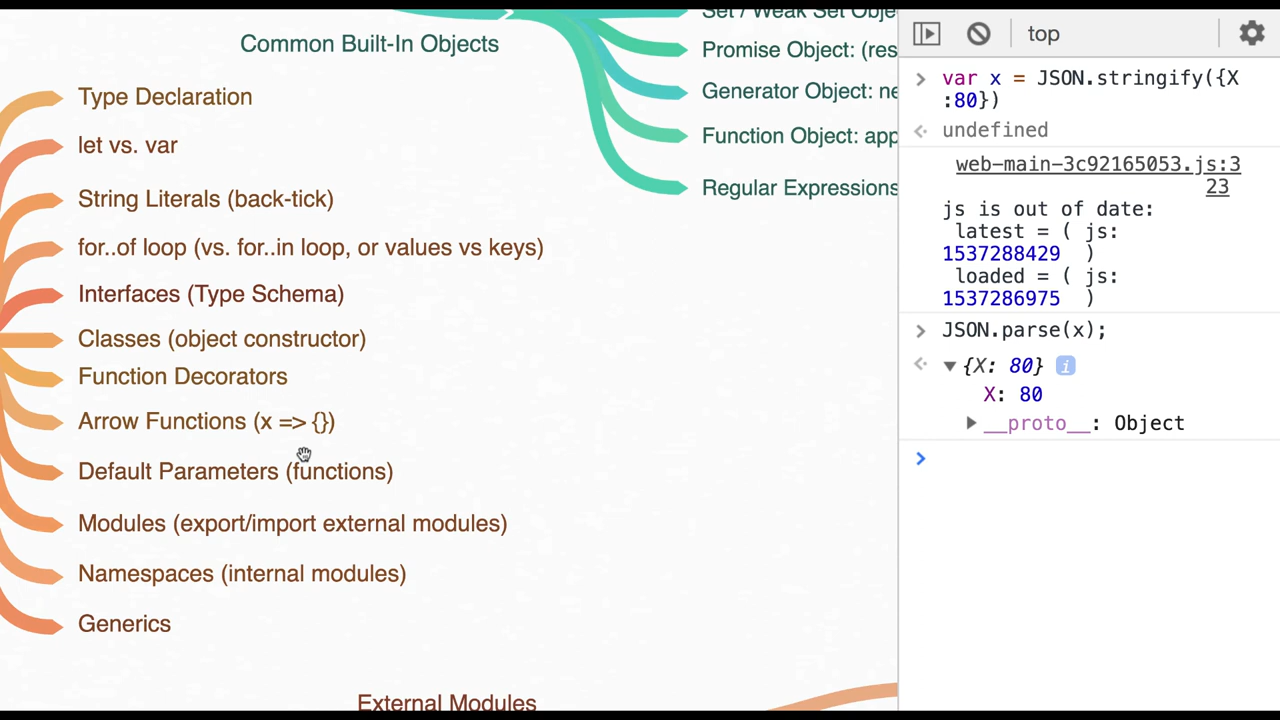 Set / Weak Set Obje
Common Built-In Objects
Promise Object: (res
Generator Object: ne
Function Object: app
Regular Expressions
Type Declaration
let vs. var
String Literals (back-tick)
for..of loop (vs. for..in loop, or values vs keys)
Interfaces (Type Schema)
Classes (object constructor)
Function Decorators
Arrow Functions (x => {})
Default Parameters (functions)
Modules (export/import external modules)
Namespaces (internal modules)
Generics
External Modules
top
> var x = JSON.stringify({X
:80})
undefined
web-main-3c92165053.js:3
23
js is out of date:
latest = ( js:
1537288429 )
loaded = ( js:
1537286975 )
> JSON.parse(x);
▼ {X: 80} i
X: 80
▶ __proto__: Object
>